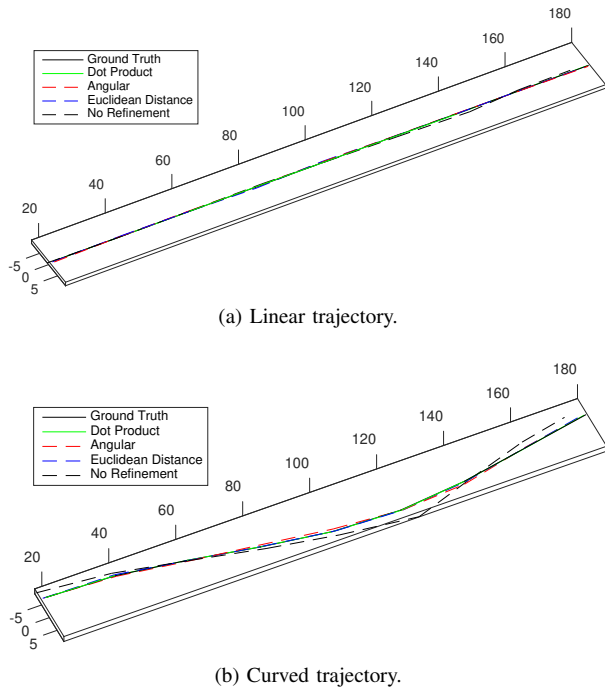 180
160
140
120
100
80
60
40
20
-5
0
5
Ground Truth
Dot Product
Angular
Euclidean Distance
No Refinement
(a) Linear trajectory.
180
160
140
120
100
80
60
40
20
-5
0
5
Ground Truth
Dot Product
Angular
Euclidean Distance
No Refinement
(b) Curved trajectory.